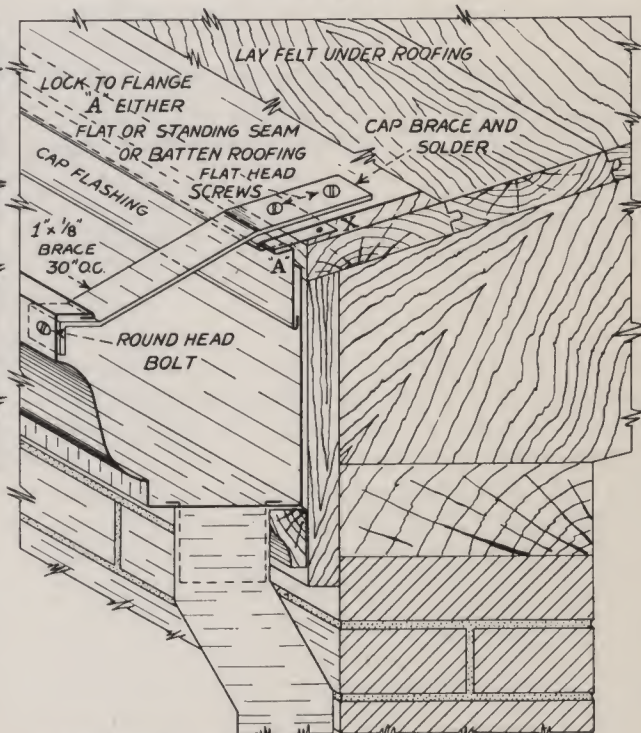 LAY FELT UNDER ROOFING
LOCK TO FLANGE
"A" EITHER
FLAT OR STANDING SEAM
OR BATTEN ROOFING
FLAT HEAD
SCREWS
CAP BRACE AND
SOLDER
CAP FLASHING
X
"A"
1" x 1/8"
BRACE
30" O.C.
ROUND HEAD
BOLT